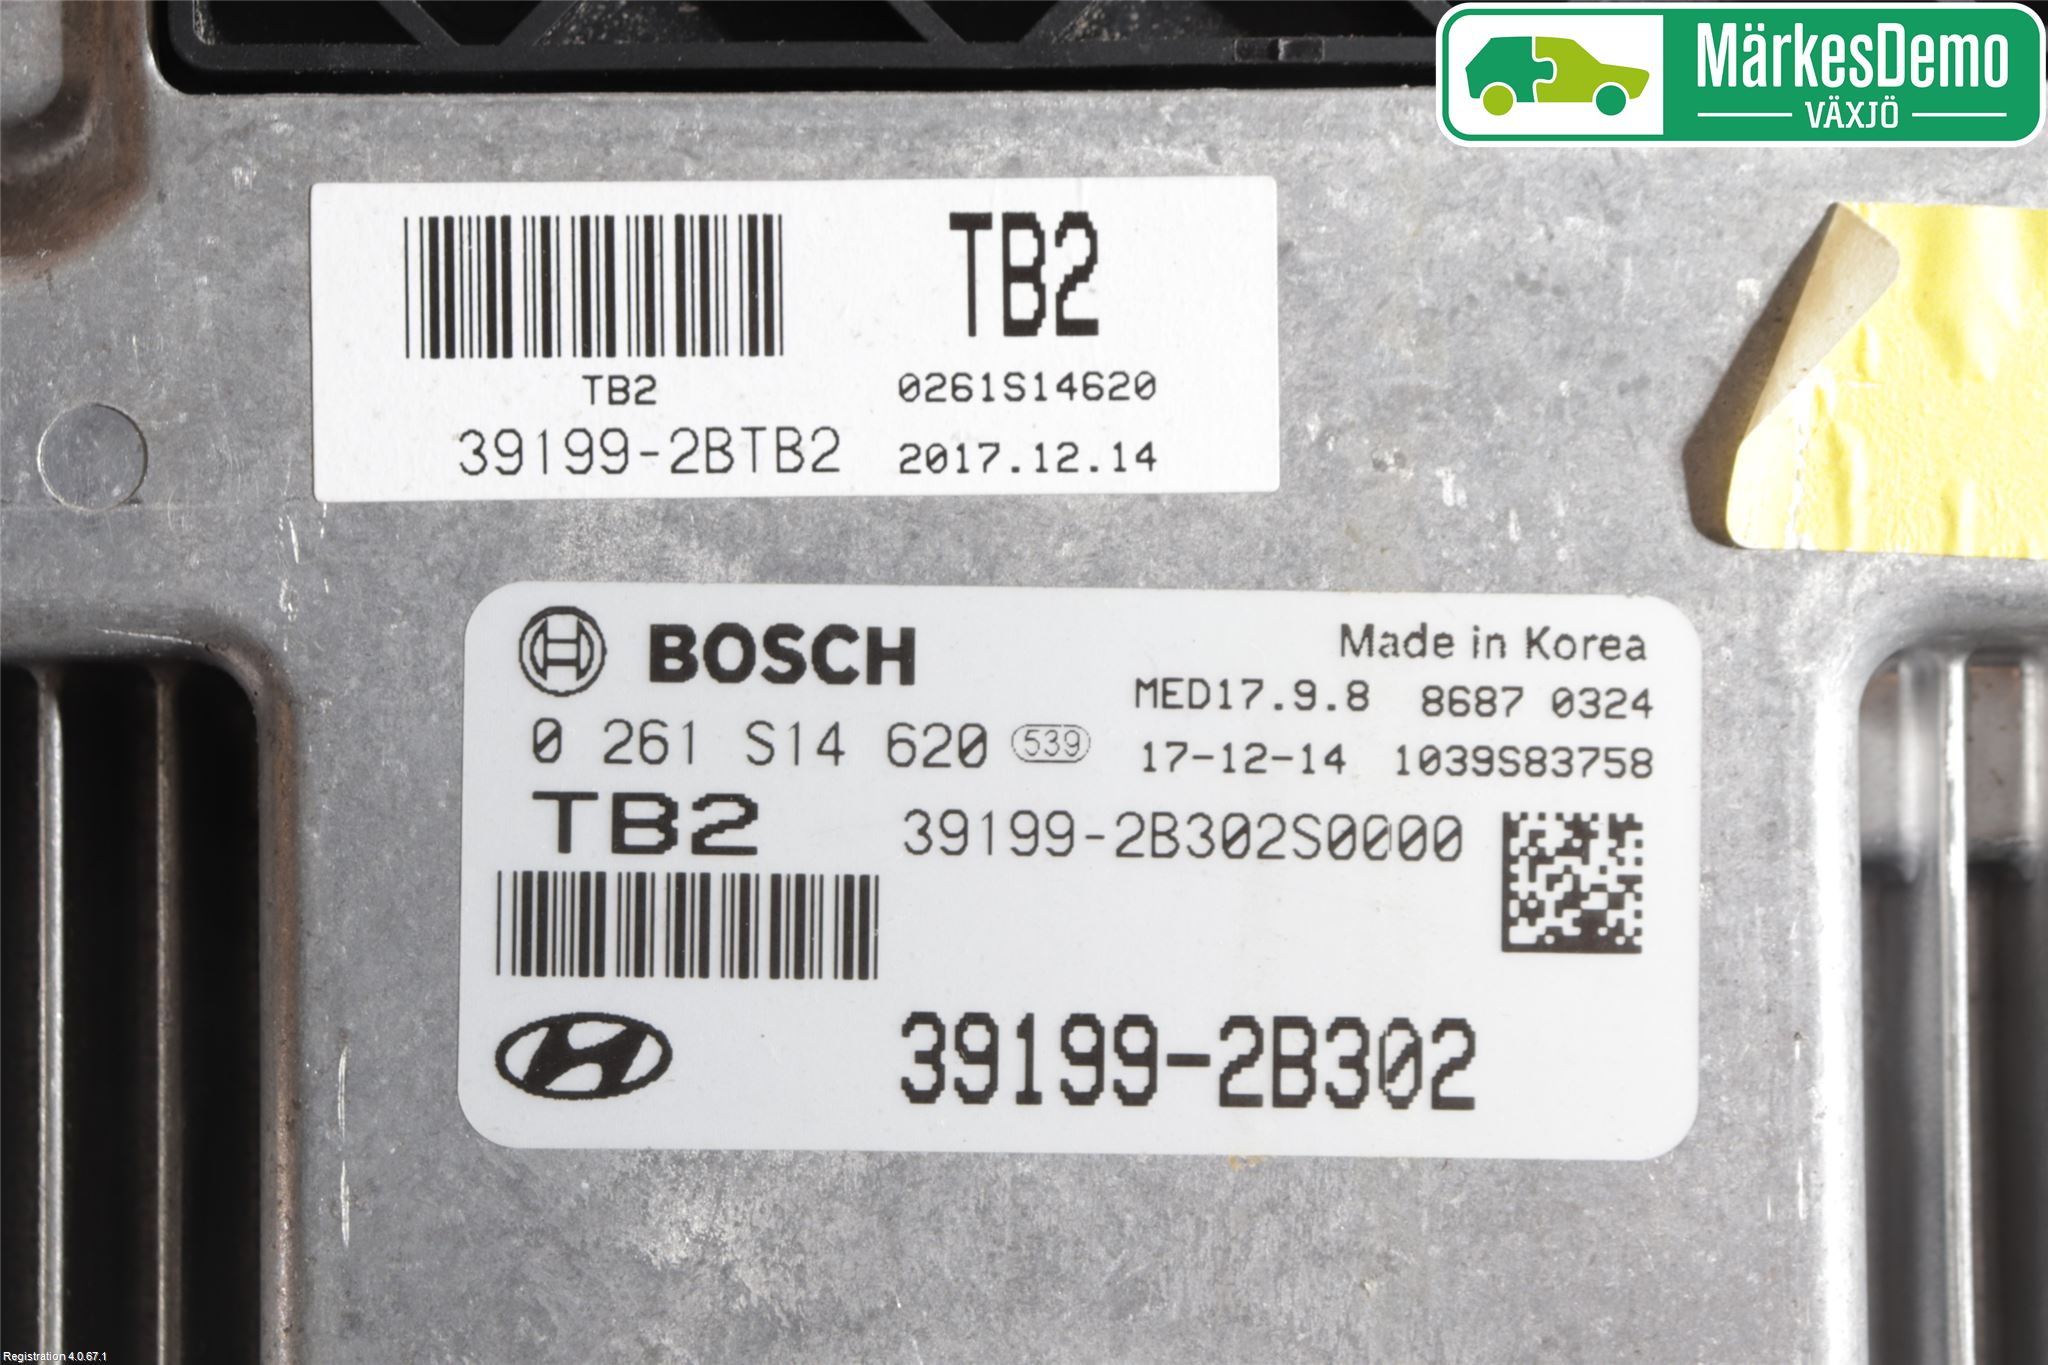 MärkesDemo
VÄXJÖ
TB2
TB2
0261S14620
39199-2BTB2
2017.12.14
BOSCH
Made in Korea
MED17.9.8 8687 0324
0 261 S14 620 539
17-12-14 1039S83758
TB2
39199-2B302S0000
39199-2B302
Registration 4.0.67.1